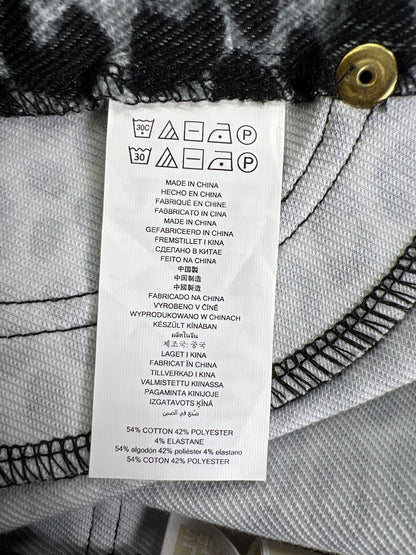 30C P
30 P
MADE IN CHINA
HECHO EN CHINA
FABRIQUÉ EN CHINE
FABBRICATO IN CINA
MADE IN CHINA
GEFABRICEERD IN CHINA
FREMSTILLET I KINA
СДЕЛАНО В КИТАЕ
FEITO NA CHINA
中国製
中国制造
中國製造
FABRICADO NA CHINA
VYROBENO V ČÍNĚ
WYPRODUKOWANO W CHINACH
KÉSZÜLT KÍNÁBAN
ผลิตในจีน
제조국: 중국
LAGET I KINA
FABRICAT ÎN CHINA
TILLVERKAD I KINA
VALMISTETTU KIINASSA
PAGAMINTA KINIJOJE
IZGATAVOTS ĶĪNĀ
صُنِع في الصين
54% COTTON 42% POLYESTER
4% ELASTANE
54% algodón 42% poliéster 4% elastano
54% COTTON 42% POLYESTER